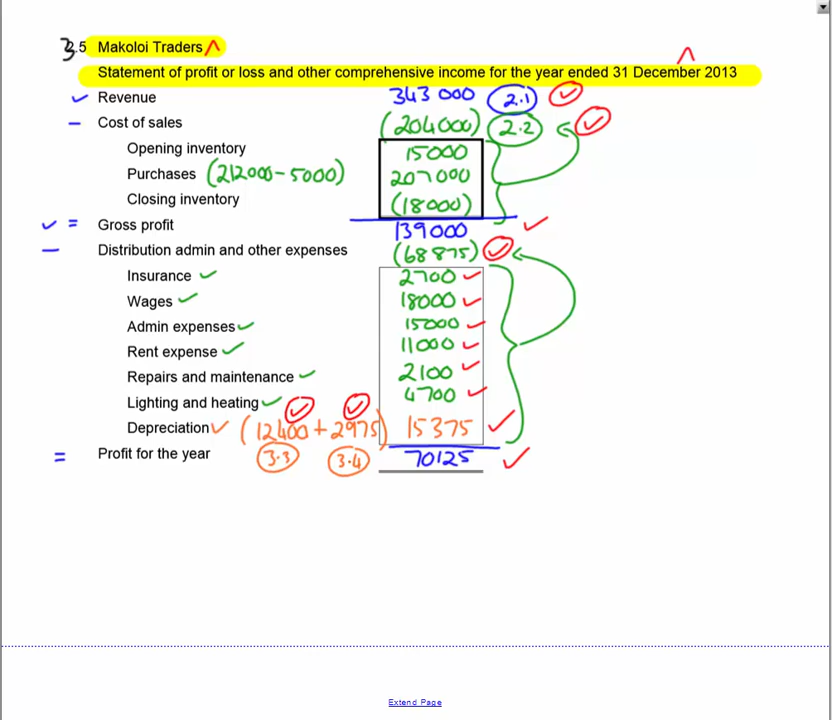 3.5 Makoloi Traders ^
Statement of profit or loss and other comprehensive income for the year ended 31 December 2013 ^
✓ Revenue 343 000 (2.1) ✓
− Cost of sales (204000) (2.2) ✓
Opening inventory 15000
Purchases (212000-5000) 207000
Closing inventory (18000)
✓ = Gross profit 139000 ✓
− Distribution admin and other expenses (68875) ✓
Insurance ✓ 2700 ✓
Wages ✓ 18000 ✓
Admin expenses ✓ 15000 ✓
Rent expense ✓ 11000 ✓
Repairs and maintenance ✓ 2100 ✓
Lighting and heating ✓ 4700 ✓
Depreciation ✓ (12400 + 2975) 15375 ✓
= Profit for the year (3.3) (3.4) 70125 ✓
Extend Page